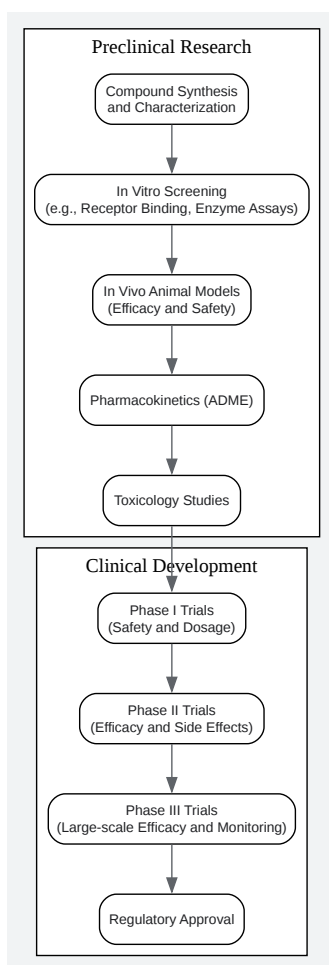 Preclinical Research
Compound Synthesis
and Characterization
In Vitro Screening
(e.g., Receptor Binding, Enzyme Assays)
In Vivo Animal Models
(Efficacy and Safety)
Pharmacokinetics (ADME)
Toxicology Studies
Clinical Development
Phase I Trials
(Safety and Dosage)
Phase II Trials
(Efficacy and Side Effects)
Phase III Trials
(Large-scale Efficacy and Monitoring)
Regulatory Approval